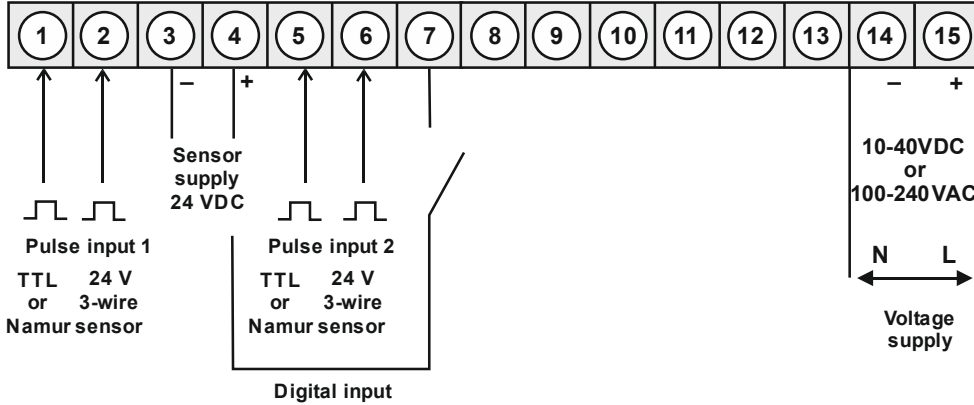 1 2 3 4 5 6 7 8 9 10 11 12 13 14 15
– + – +
Sensor
supply
24 VDC
10-40VDC
or
100-240 VAC
Pulse input 1
TTL 24 V
or 3-wire
Namur sensor
Pulse input 2
TTL 24 V
or 3-wire
Namur sensor
N L
Voltage
supply
Digital input